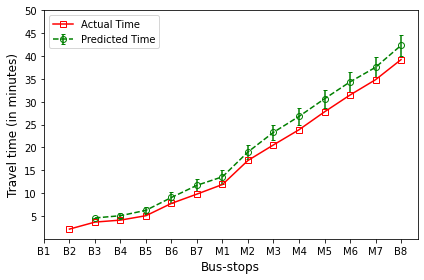 50
45
40
35
30
25
20
15
10
5
Travel time (in minutes)
Actual Time
Predicted Time
B1 B2 B3 B4 B5 B6 B7 M1 M2 M3 M4 M5 M6 M7 B8
Bus-stops